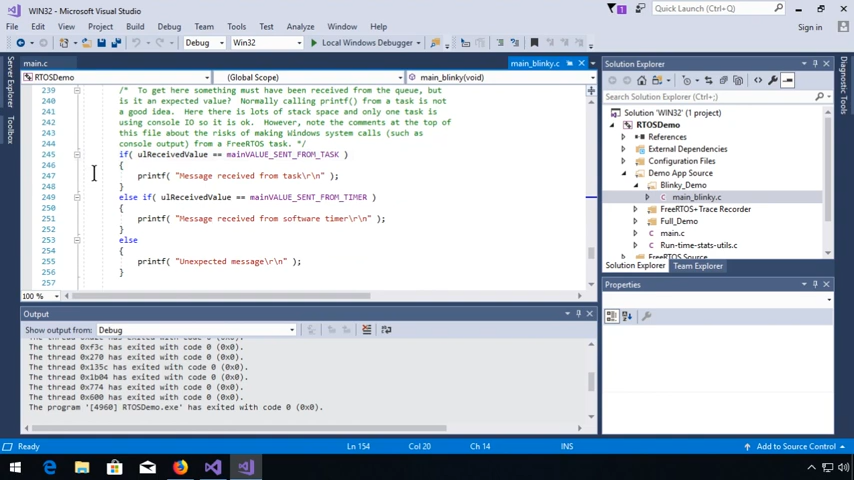 WIN32) - Microsoft Visual Studio
1
Quick Launch (Ctrl+Q)
File Edit View Project Build Debug Team Tools Test Analyze Window Help
Sign in
Debug Win32 Local Windows Debugger
Server Explorer
Toolbox
main.c main_blinky.c
RTOSDemo (Global Scope) main_blinky(void)
239 /* To get here something must have been received from the queue, but
240 is it an expected value? Normally calling printf() from a task is not
241 a good idea. Here there is lots of stack space and only one task is
242 using console IO so it is ok. However, note the comments at the top of
243 this file about the risks of making Windows system calls (such as
244 console output) from a FreeRTOS task. */
245 if( ulReceivedValue == mainVALUE_SENT_FROM_TASK )
246 {
247 printf( "Message received from task\r\n" );
248 }
249 else if( ulReceivedValue == mainVALUE_SENT_FROM_TIMER )
250 {
251 printf( "Message received from software timer\r\n" );
252 }
253 else
254 {
255 printf( "Unexpected message\r\n" );
256 }
257
100 %
Output
Show output from: Debug
The thread 0xf3c has exited with code 0 (0x0).
The thread 0x270 has exited with code 0 (0x0).
The thread 0x135c has exited with code 0 (0x0).
The thread 0x1b04 has exited with code 0 (0x0).
The thread 0x774 has exited with code 0 (0x0).
The thread 0x600 has exited with code 0 (0x0).
The program '[4960] RTOSDemo.exe' has exited with code 0 (0x0).
Solution Explorer
Search Solution Explorer (Ctrl+;)
Solution 'WIN32' (1 project)
RTOSDemo
References
External Dependencies
Configuration Files
Demo App Source
Blinky_Demo
main_blinky.c
FreeRTOS+Trace Recorder
Full_Demo
main.c
Run-time-stats-utils.c
FreeRTOS Source
Solution Explorer Team Explorer
Properties
Diagnostic Tools
Ready Ln 154 Col 20 Ch 14 INS Add to Source Control